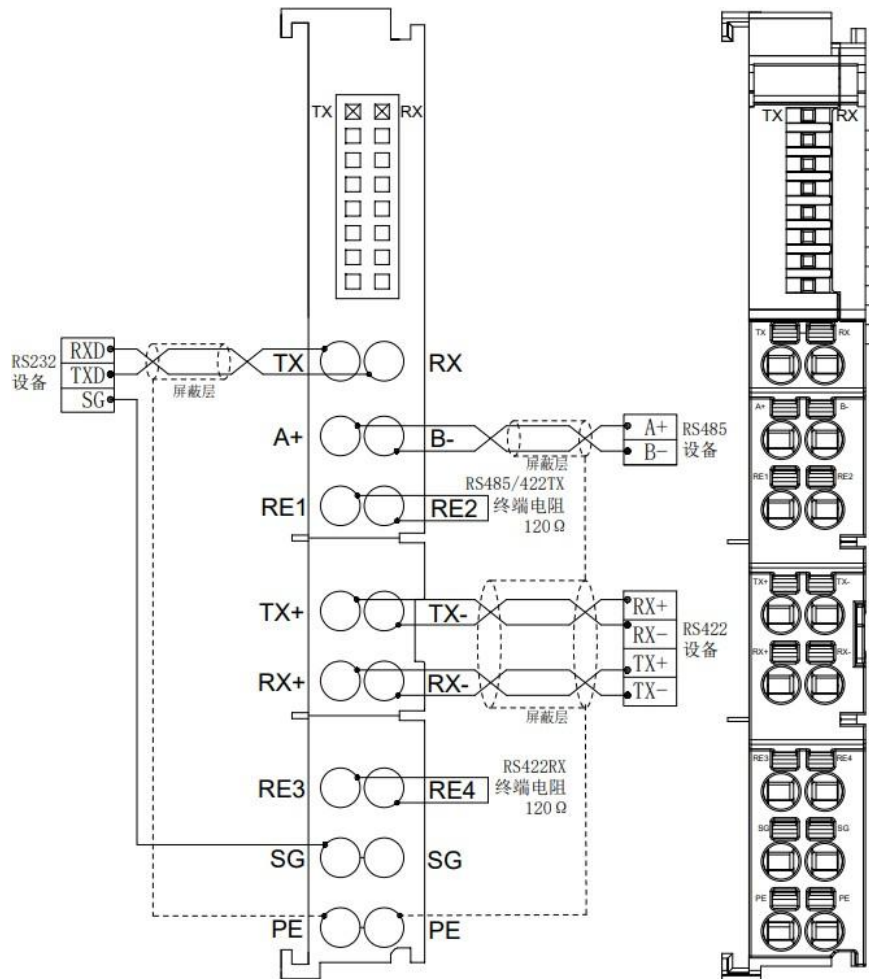 TX RX
RS232
设备
RXD
TXD
SG
屏蔽层
TX RX
A+ B-
屏蔽层
A+
B-
RS485
设备
RS485/422TX
终端电阻
120Ω
RE1 RE2
TX+ TX-
RX+ RX-
屏蔽层
RX+
RX-
TX+
TX-
RS422
设备
RS422RX
终端电阻
120Ω
RE3 RE4
SG SG
PE PE
TX RX
TX RX
A+ B-
RE1 RE2
TX+ TX-
RX+ RX-
RE3 RE4
SG SG
PE PE